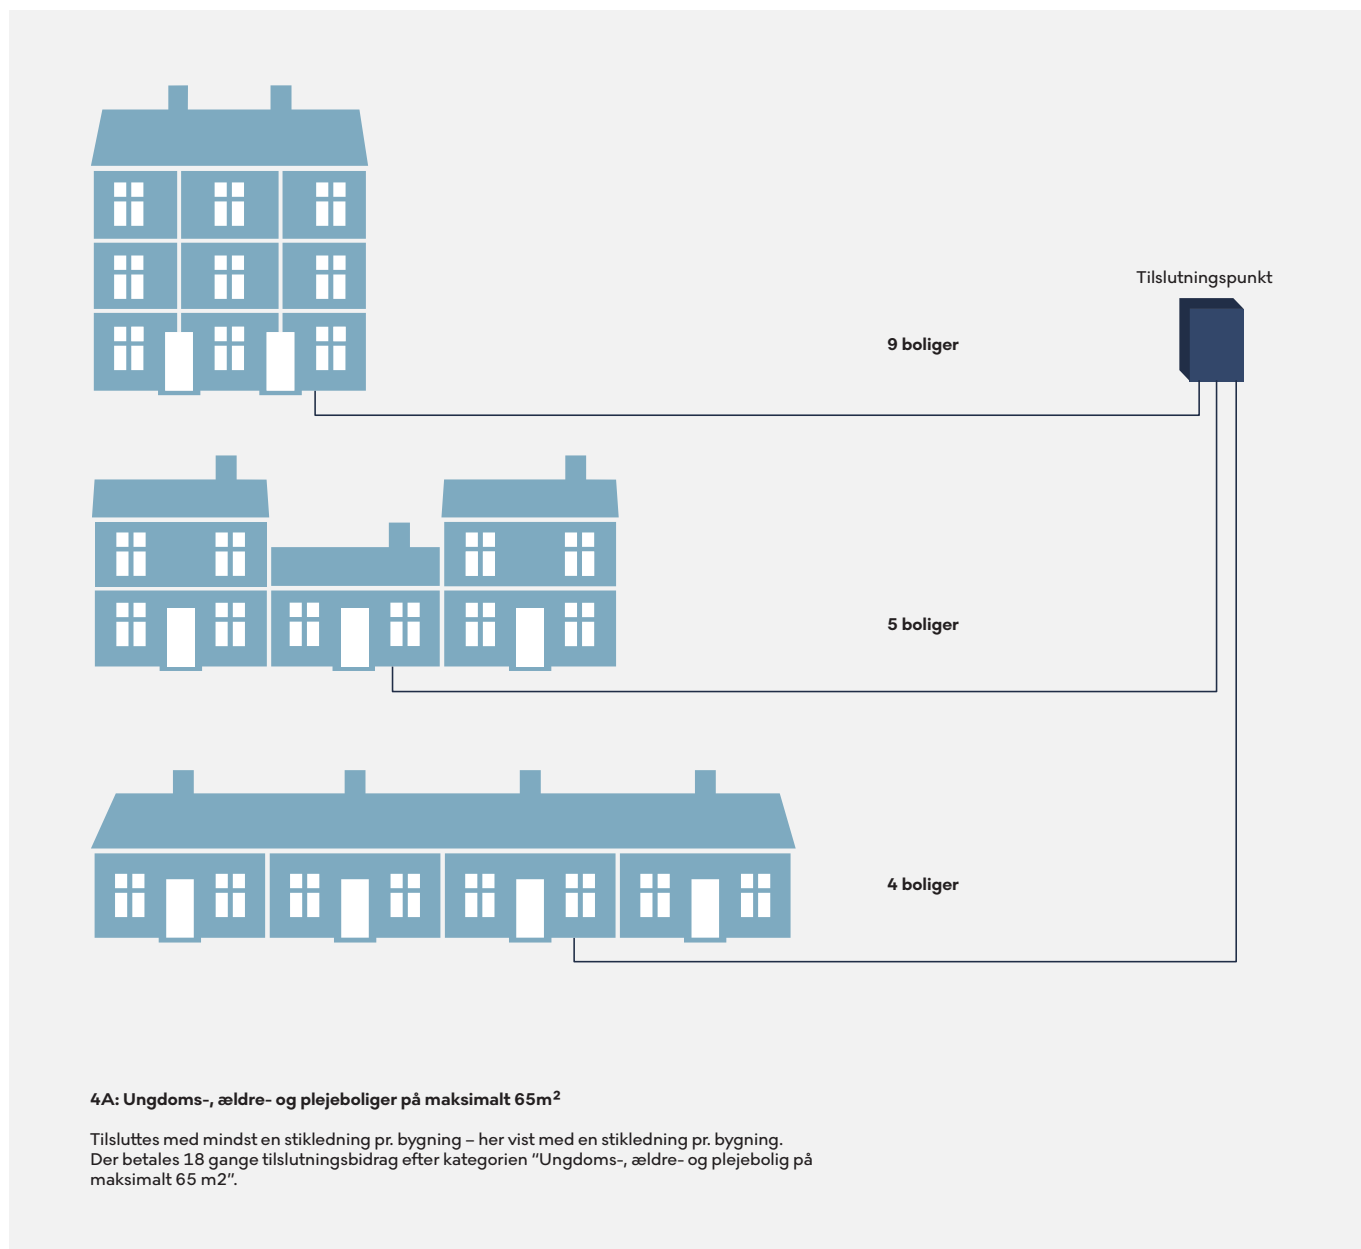 Tilslutningspunkt
9 boliger
5 boliger
4 boliger
4A: Ungdoms-, ældre- og plejeboliger på maksimalt 65m²
Tilsluttes med mindst en stikledning pr. bygning – her vist med en stikledning pr. bygning.
Der betales 18 gange tilslutningsbidrag efter kategorien ”Ungdoms-, ældre- og plejebolig på
maksimalt 65 m2”.